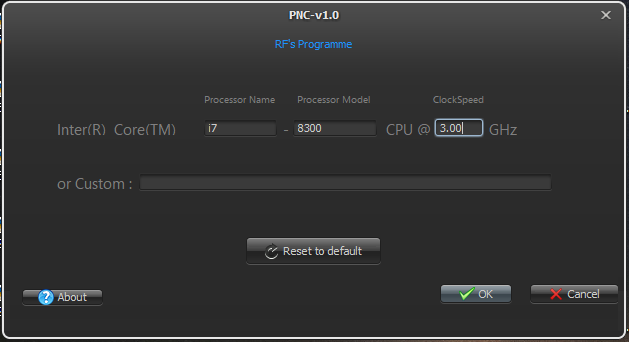 PNC-v1.0
RF's Programme
Processor Name Processor Model ClockSpeed
Inter(R) Core(TM) i7 - 8300 CPU @ 3.00 GHz
or Custom :
Reset to default
About OK Cancel